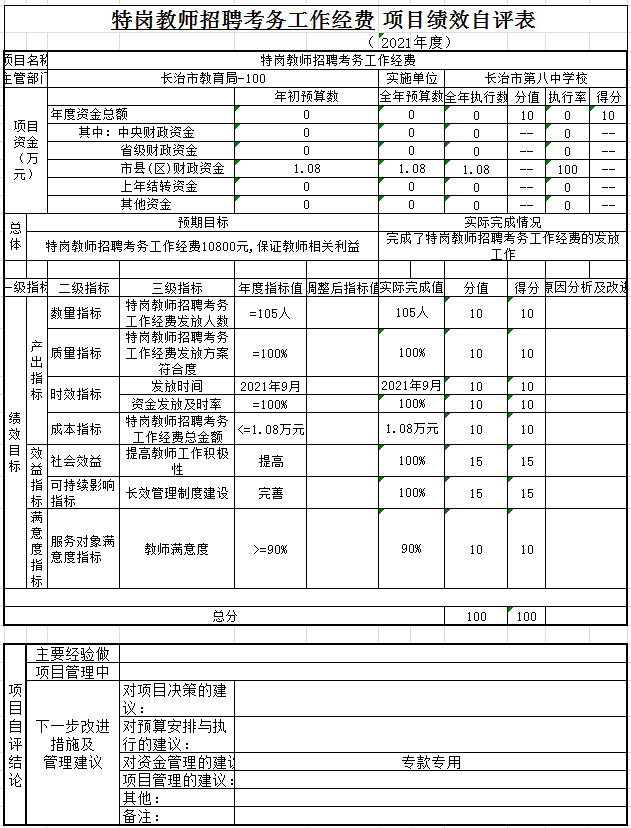 特岗教师招聘考务工作经费 项目绩效自评表
（ 2021年度）
项目名称 特岗教师招聘考务工作经费
主管部门 长治市教育局-100 实施单位 长治市第八中学校
项目资金（万元） 年初预算数 全年预算数 全年执行数 分值 执行率 得分
年度资金总额 0 0 0 10 0 10
其中：中央财政资金 0 0 0 -- 0 --
省级财政资金 0 0 0 -- 0 --
市县(区)财政资金 1.08 1.08 1.08 -- 100 --
上年结转资金 0 0 0 -- 0 --
其他资金 0 0 0 -- 0 --
总体 预期目标 实际完成情况
特岗教师招聘考务工作经费10800元,保证教师相关利益 完成了特岗教师招聘考务工作经费的发放
工作
一级指标 二级指标 三级指标 年度指标值 调整后指标值 实际完成值 分值 得分 原因分析及改进
绩效目标
产出指标
数量指标 特岗教师招聘考务
工作经费发放人数 =105人 105人 10 10
质量指标 特岗教师招聘考务
工作经费发放方案
符合度 =100% 100% 10 10
时效指标 发放时间 2021年9月 2021年9月 10 10
资金发放及时率 =100% 100% 10 10
成本指标 特岗教师招聘考务
工作经费总金额 <=1.08万元 1.08万元 10 10
效益指标
社会效益 提高教师工作积极
性 提高 100% 15 15
可持续影响
指标 长效管理制度建设 完善 100% 15 15
满意度指标
服务对象满
意度指标 教师满意度 >=90% 90% 10 10
总分 100 100
项目自评结论
主要经验做
项目管理中
下一步改进
措施及
管理建议
对项目决策的建
议：
对预算安排与执
行的建议：
对资金管理的建议 专款专用
项目管理的建议：
其他：
备注：